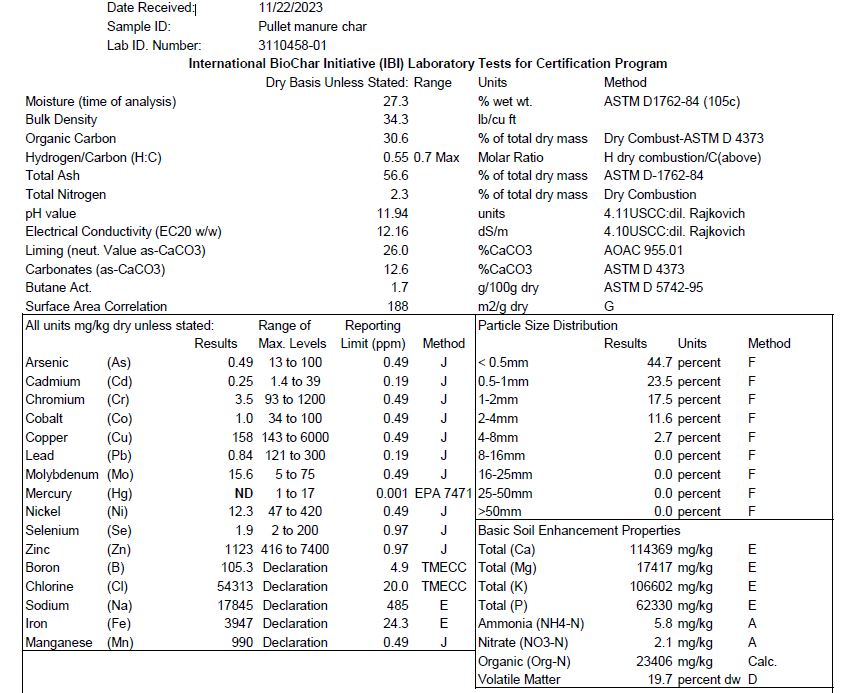 Date Received: 11/22/2023
Sample ID: Pullet manure char
Lab ID. Number: 3110458-01
International BioChar Initiative (IBI) Laboratory Tests for Certification Program
Dry Basis Unless Stated: Range Units Method
Moisture (time of analysis) 27.3 % wet wt. ASTM D1762-84 (105c)
Bulk Density 34.3 lb/cu ft
Organic Carbon 30.6 % of total dry mass Dry Combust-ASTM D 4373
Hydrogen/Carbon (H:C) 0.55 0.7 Max Molar Ratio H dry combustion/C(above)
Total Ash 56.6 % of total dry mass ASTM D-1762-84
Total Nitrogen 2.3 % of total dry mass Dry Combustion
pH value 11.94 units 4.11USCC:dil. Rajkovich
Electrical Conductivity (EC20 w/w) 12.16 dS/m 4.10USCC:dil. Rajkovich
Liming (neut. Value as-CaCO3) 26.0 %CaCO3 AOAC 955.01
Carbonates (as-CaCO3) 12.6 %CaCO3 ASTM D 4373
Butane Act. 1.7 g/100g dry ASTM D 5742-95
Surface Area Correlation 188 m2/g dry G
All units mg/kg dry unless stated: Range of Reporting Particle Size Distribution
Results Max. Levels Limit (ppm) Method Results Units Method
Arsenic (As) 0.49 13 to 100 0.49 J < 0.5mm 44.7 percent F
Cadmium (Cd) 0.25 1.4 to 39 0.19 J 0.5-1mm 23.5 percent F
Chromium (Cr) 3.5 93 to 1200 0.49 J 1-2mm 17.5 percent F
Cobalt (Co) 1.0 34 to 100 0.49 J 2-4mm 11.6 percent F
Copper (Cu) 158 143 to 6000 0.49 J 4-8mm 2.7 percent F
Lead (Pb) 0.84 121 to 300 0.19 J 8-16mm 0.0 percent F
Molybdenum (Mo) 15.6 5 to 75 0.49 J 16-25mm 0.0 percent F
Mercury (Hg) ND 1 to 17 0.001 EPA 7471 25-50mm 0.0 percent F
Nickel (Ni) 12.3 47 to 420 0.49 J >50mm 0.0 percent F
Selenium (Se) 1.9 2 to 200 0.97 J Basic Soil Enhancement Properties
Zinc (Zn) 1123 416 to 7400 0.97 J Total (Ca) 114369 mg/kg E
Boron (B) 105.3 Declaration 4.9 TMECC Total (Mg) 17417 mg/kg E
Chlorine (Cl) 54313 Declaration 20.0 TMECC Total (K) 106602 mg/kg E
Sodium (Na) 17845 Declaration 485 E Total (P) 62330 mg/kg E
Iron (Fe) 3947 Declaration 24.3 E Ammonia (NH4-N) 5.8 mg/kg A
Manganese (Mn) 990 Declaration 0.49 J Nitrate (NO3-N) 2.1 mg/kg A
Organic (Org-N) 23406 mg/kg Calc.
Volatile Matter 19.7 percent dw D